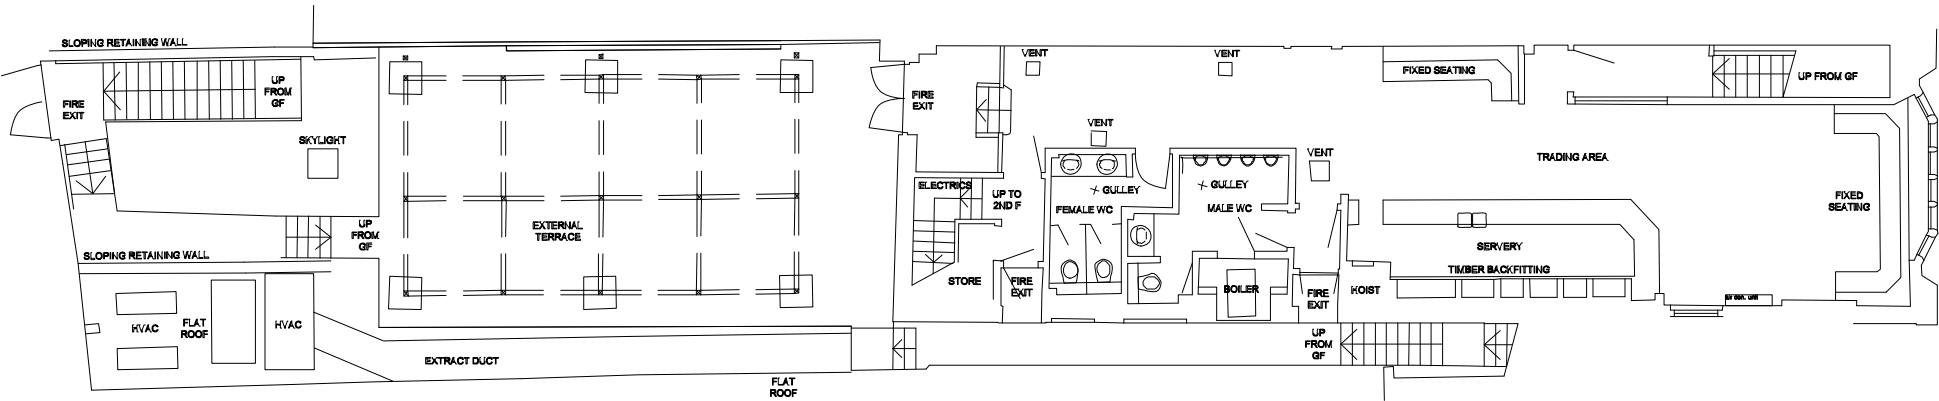 SLOPING RETAINING WALL
UP
FROM
GF
FIRE
EXIT
SKYLIGHT
UP
FROM
GF
SLOPING RETAINING WALL
HVAC
FLAT
ROOF
HVAC
EXTERNAL
TERRACE
EXTRACT DUCT
FLAT
ROOF
FIRE
EXIT
VENT
VENT
VENT
VENT
ELECTRICS
UP TO
2ND F
GULLEY
FEMALE WC
GULLEY
MALE WC
STORE
FIRE
EXIT
BOILER
FIRE
EXIT
HOIST
UP
FROM
GF
FIXED SEATING
UP FROM GF
TRADING AREA
FIXED
SEATING
SERVERY
TIMBER BACKFITTING